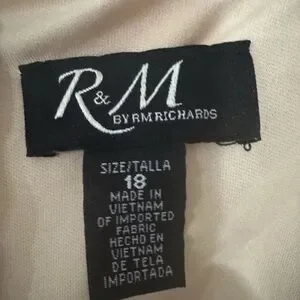 R&M
BY RM RICHARDS
SIZE/TALLA
18
MADE IN
VIETNAM
OF IMPORTED
FABRIC
HECHO EN
VIETNAM
DE TELA
IMPORTADA